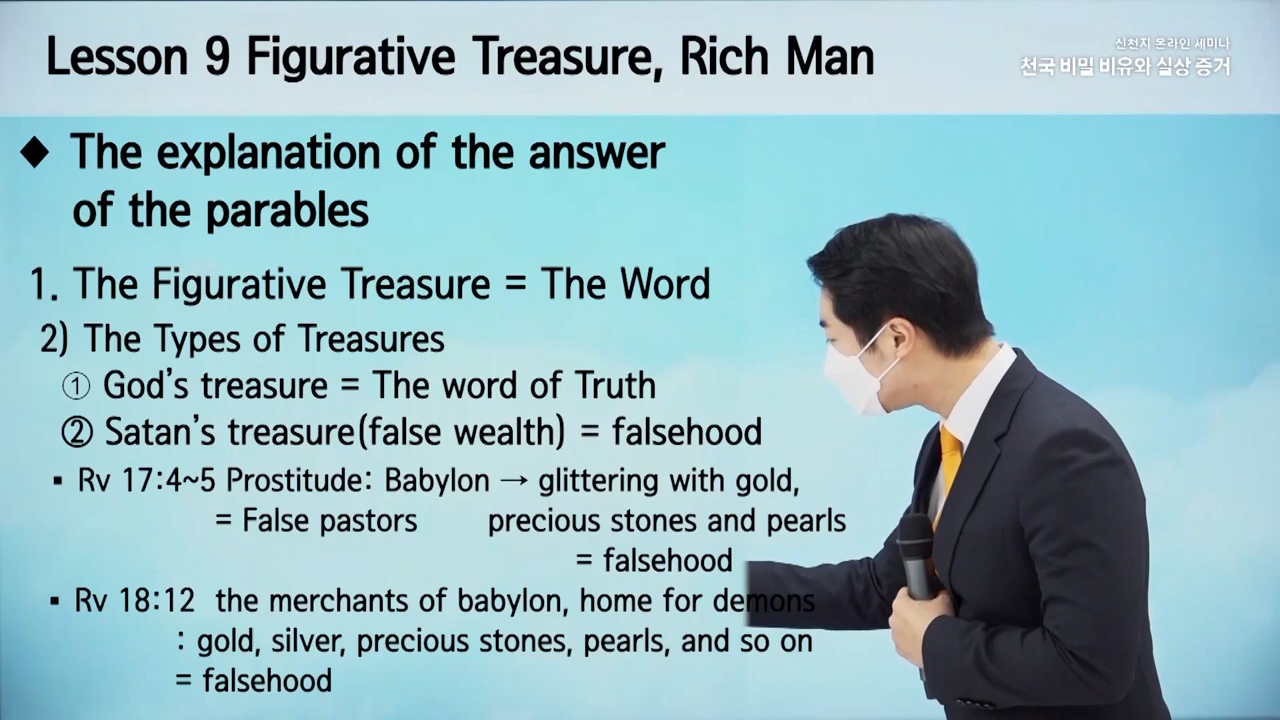 Lesson 9 Figurative Treasure, Rich Man
신천지 온라인 세미나
천국 비밀 비유와 실상 증거
◆ The explanation of the answer
of the parables
1. The Figurative Treasure = The Word
2) The Types of Treasures
① God's treasure = The word of Truth
② Satan's treasure(false wealth) = falsehood
▪ Rv 17:4~5 Prostitude: Babylon → glittering with gold,
= False pastors precious stones and pearls
= falsehood
▪ Rv 18:12 the merchants of babylon, home for demons
: gold, silver, precious stones, pearls, and so on
= falsehood